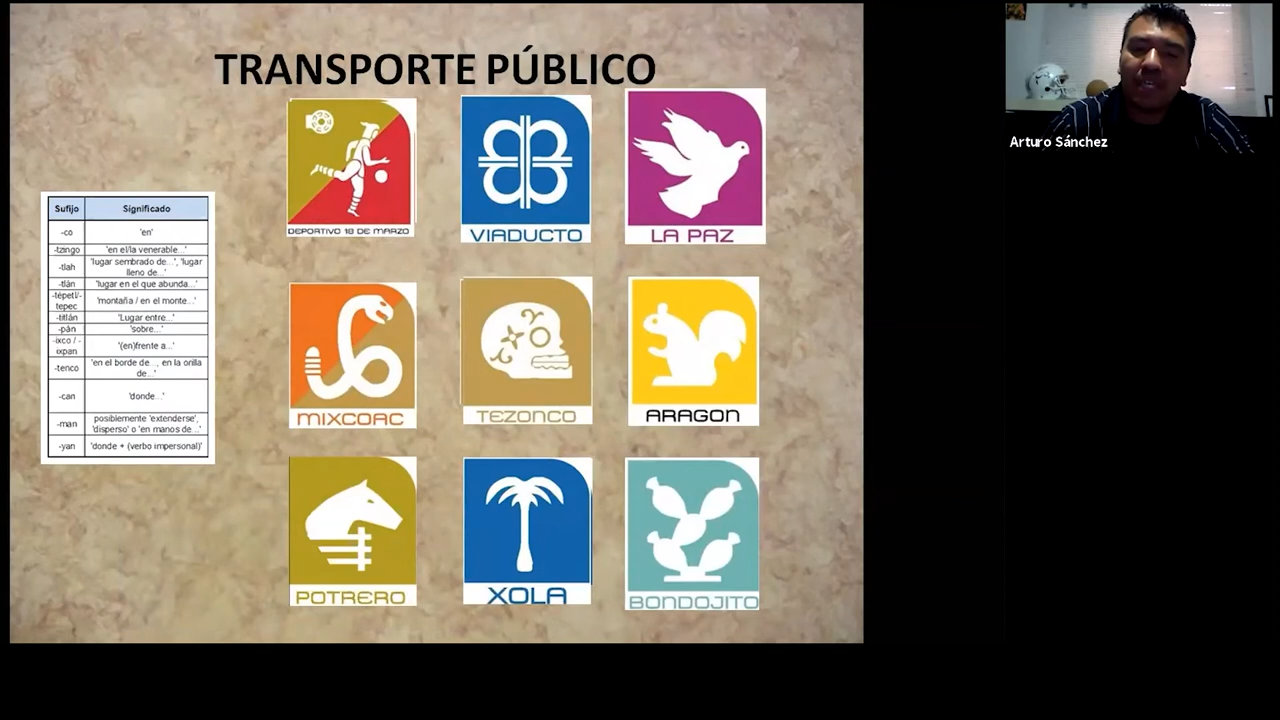 TRANSPORTE PÚBLICO
Arturo Sánchez
DEPORTIVO 18 DE MARZO
VIADUCTO
LA PAZ
Sufijo Significado
-co 'en'
-tzingo 'en el/la venerable...'
-tlah 'lugar sembrado de...', 'lugar
lleno de...'
-tlán 'lugar en el que abunda...'
-tépetl/-
tepec 'montaña / en el monte...'
-titlán 'Lugar entre...'
-pán 'sobre...'
-ixco / -
ixpan '(en)frente a...'
-tenco 'en el borde de..., en la orilla
de...'
-can 'donde...'
-man posiblemente 'extenderse',
'disperso' o 'en manos de...'
-yan 'donde + (verbo impersonal)'
MIXCOAC
TEZONCO
ARAGON
POTRERO
XOLA
BONDOJITO